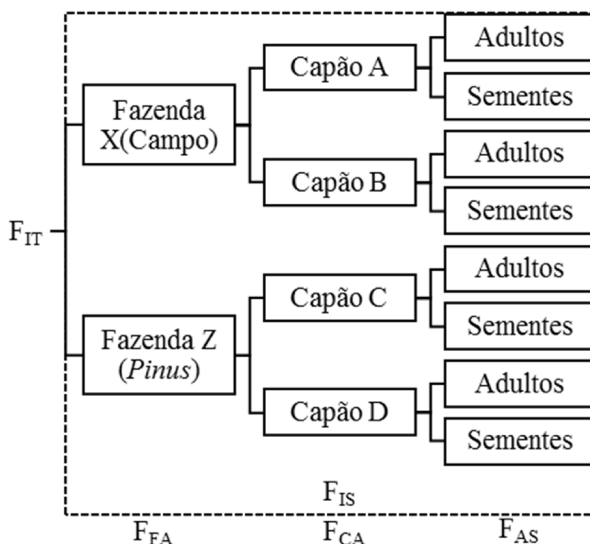 F_IT
Fazenda
X(Campo)
Capão A
Adultos
Sementes
Capão B
Adultos
Sementes
Fazenda Z
(Pinus)
Capão C
Adultos
Sementes
Capão D
Adultos
Sementes
F_IS
F_FA
F_CA
F_AS